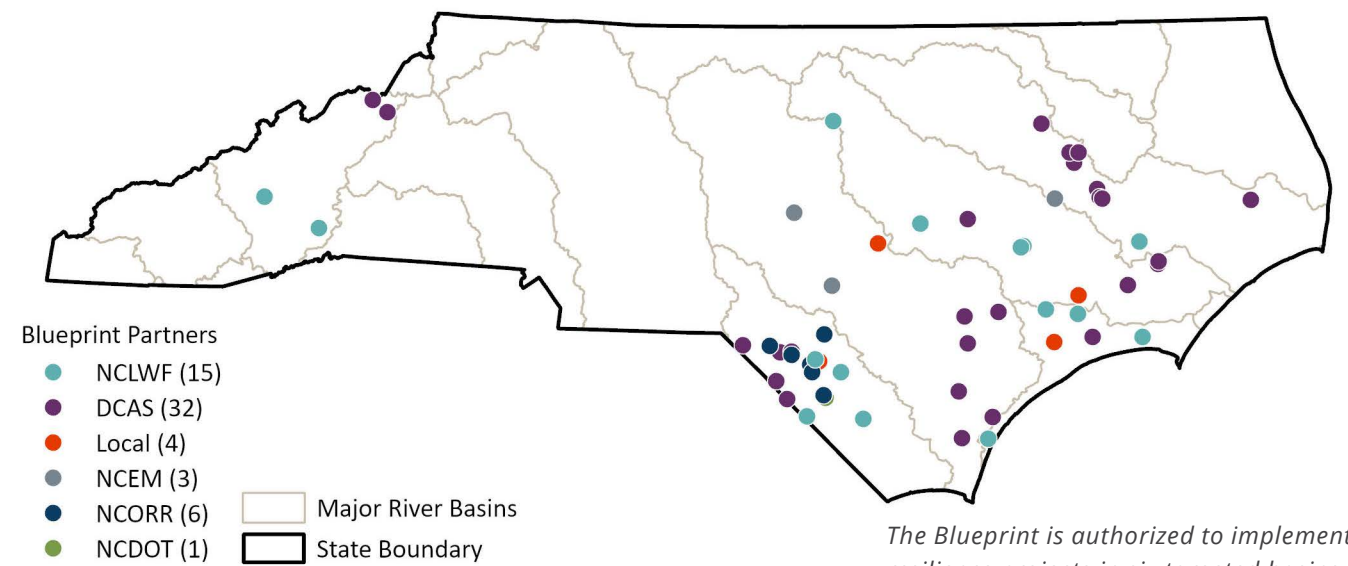 Blueprint Partners
NCLWF (15)
DCAS (32)
Local (4)
NCEM (3)
NCORR (6)
NCDOT (1)
Major River Basins
State Boundary
The Blueprint is authorized to implement